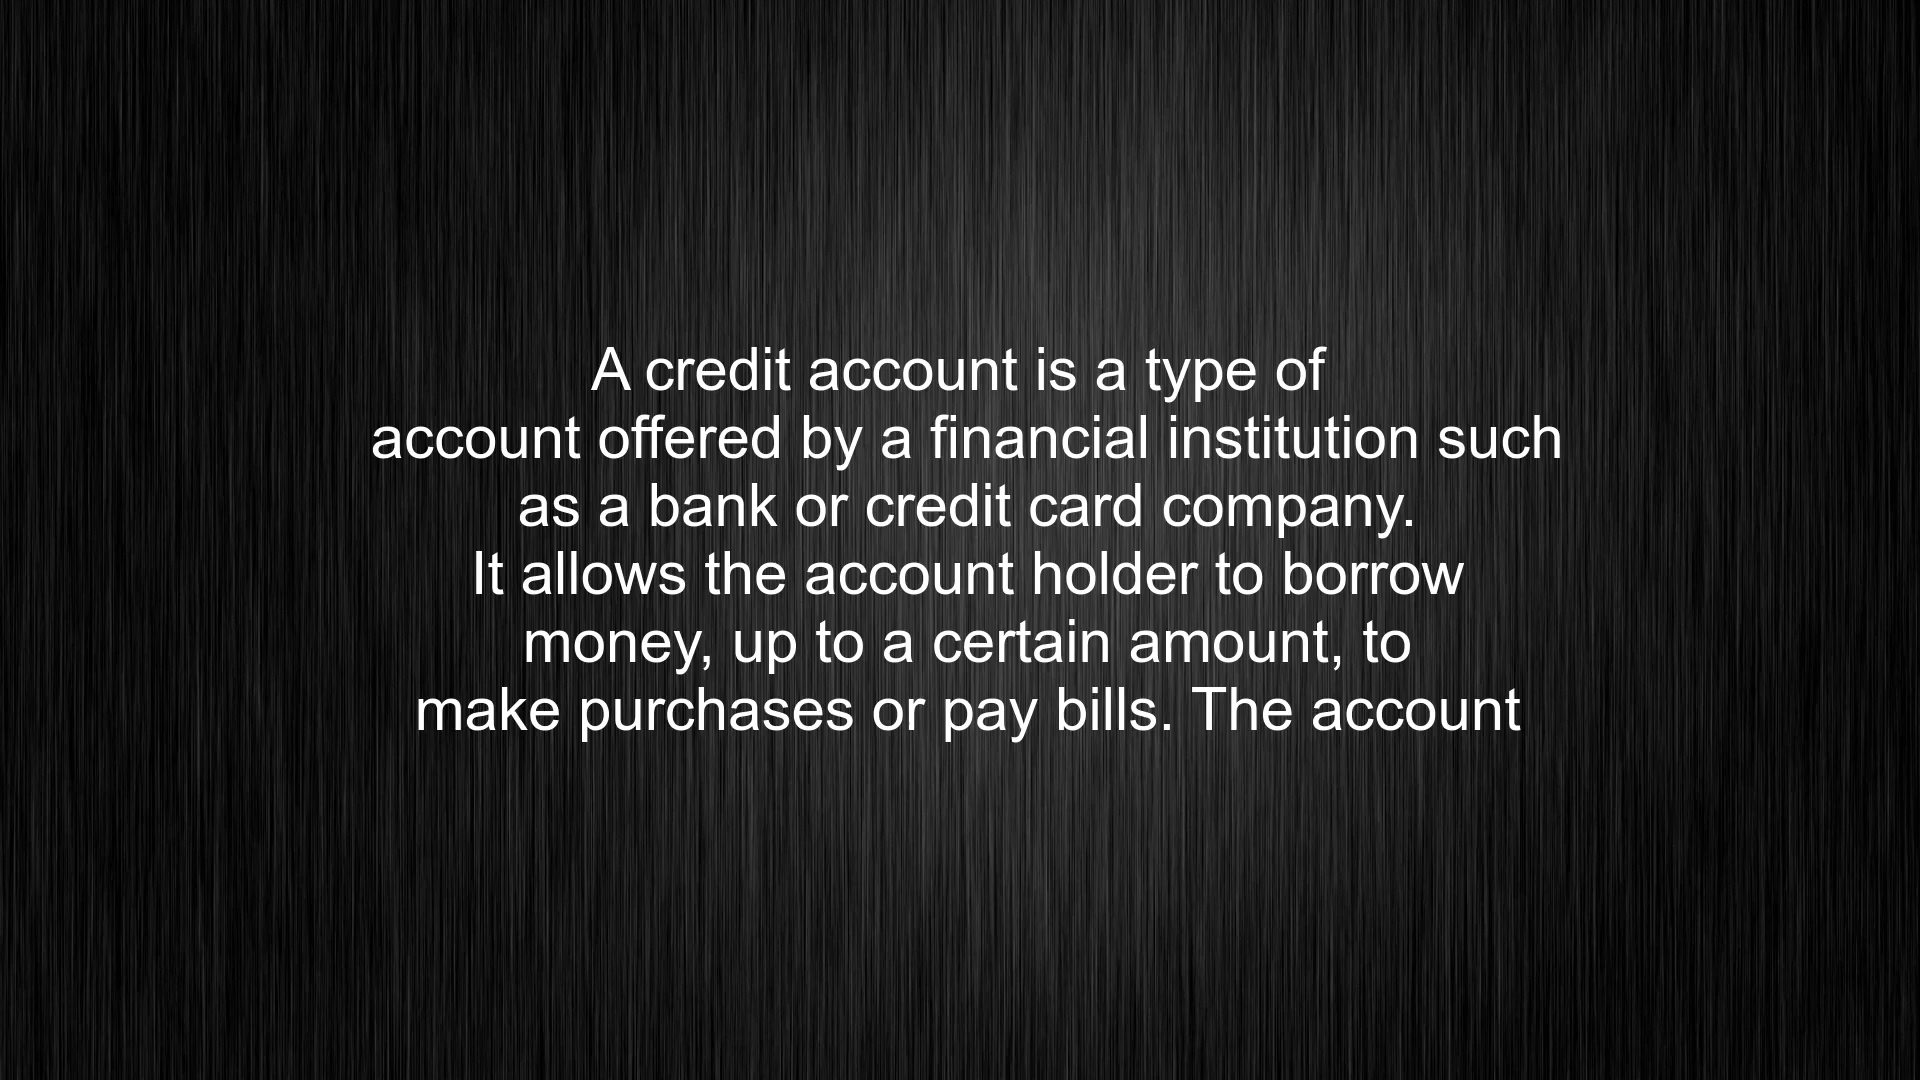 A credit account is a type of
account offered by a financial institution such
as a bank or credit card company.
It allows the account holder to borrow
money, up to a certain amount, to
make purchases or pay bills. The account